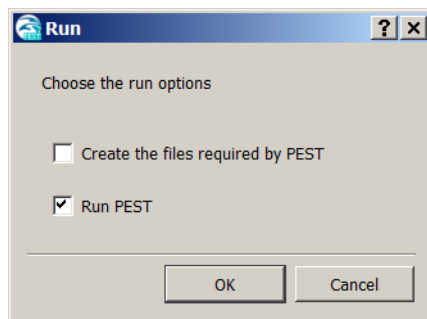 Run
Choose the run options
Create the files required by PEST
Run PEST
OK Cancel